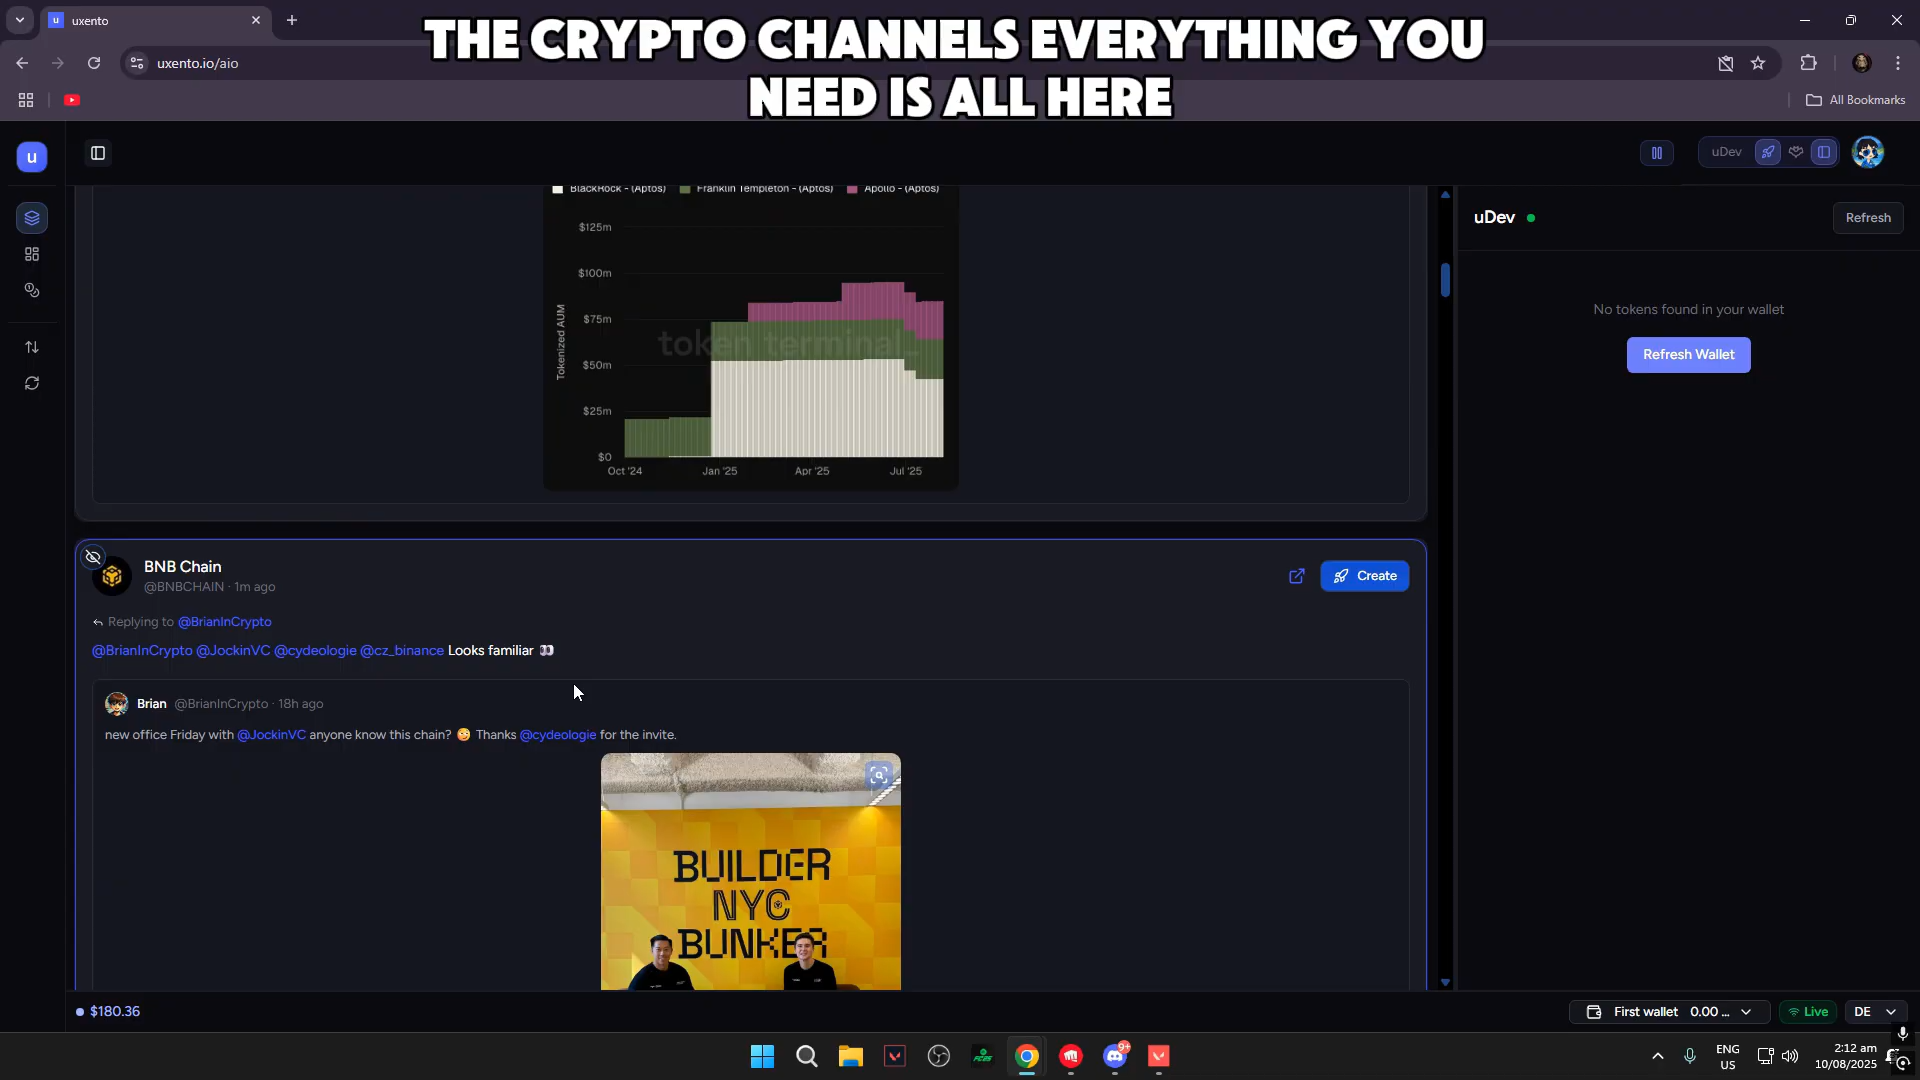 uxento
THE CRYPTO CHANNELS EVERYTHING YOU
NEED IS ALL HERE
uxento.io/aio
All Bookmarks
u
uDev
BlackRock - (Aptos) Franklin Templeton - (Aptos) Apollo - (Aptos)
$125m
$100m
$75m
$50m
$25m
$0
Tokenized AUM
token terminal_
Oct '24 Jan '25 Apr '25 Jul '25
uDev
Refresh
No tokens found in your wallet
Refresh Wallet
BNB Chain
@BNBCHAIN · 1m ago
Create
Replying to @BrianInCrypto
@BrianInCrypto @JockinVC @cydeologie @cz_binance Looks familiar 👀
Brian @BrianInCrypto · 18h ago
new office Friday with @JockinVC anyone know this chain? 😳 Thanks @cydeologie for the invite.
BUILDER
NYC
BUNKER
$180.36
First wallet 0.00 ...
Live
DE
9+
ENG
US
2:12 am
10/08/2025